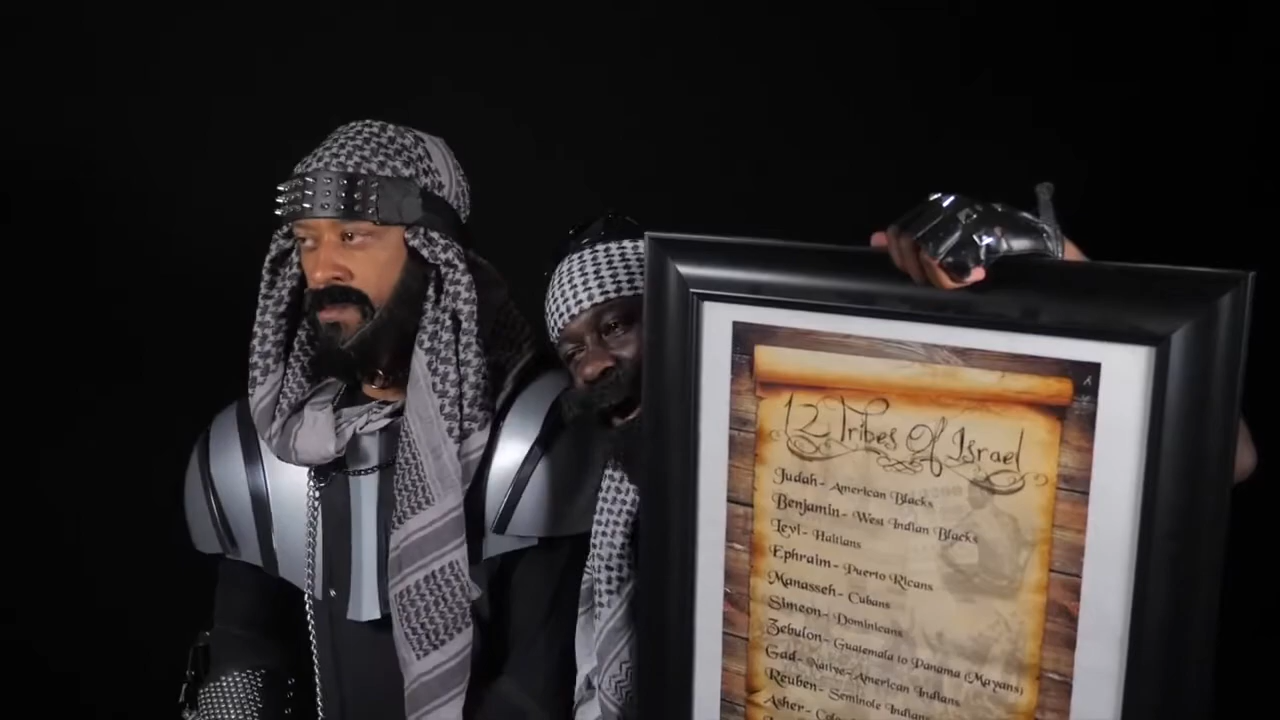 12 Tribes Of Israel
Judah- American Blacks
Benjamin- West Indian Blacks
Levi- Haitians
Ephraim- Puerto Ricans
Manasseh- Cubans
Simeon- Dominicans
Zebulon- Guatemala to Panama (Mayans)
Gad- Native-American Indians
Reuben- Seminole Indians
Asher-